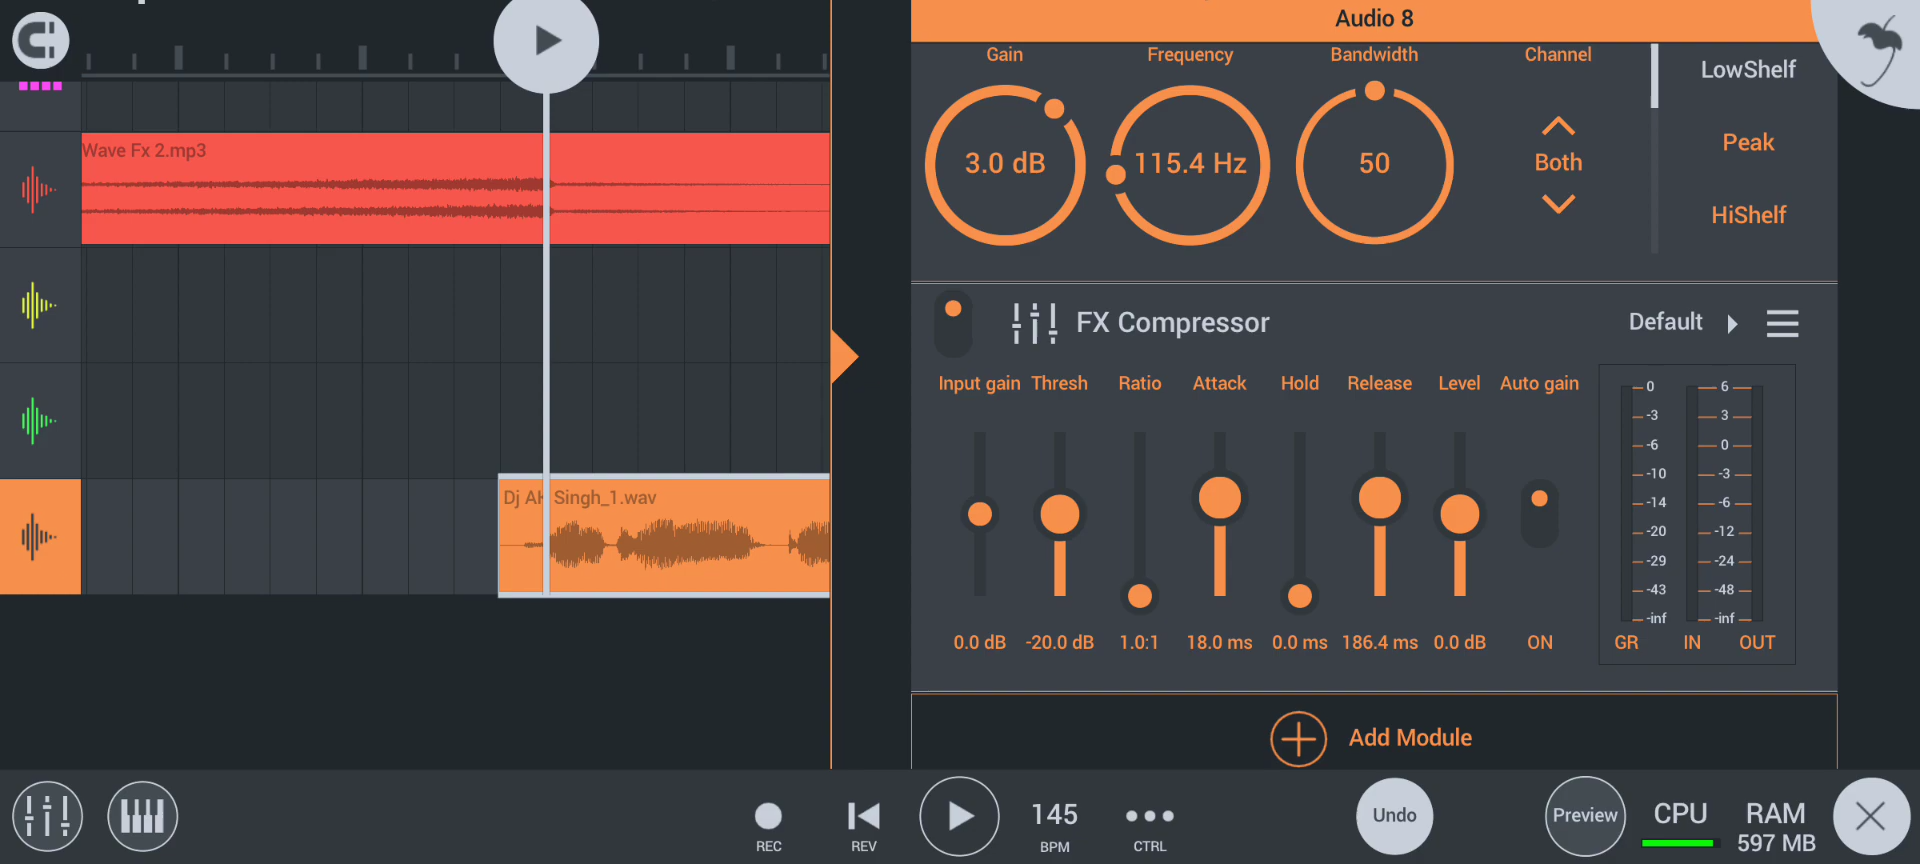 Audio 8
Gain
Frequency
Bandwidth
Channel
LowShelf
3.0 dB
115.4 Hz
50
Both
Peak
HiShelf
Wave Fx 2.mp3
FX Compressor
Default
Input gain
Thresh
Ratio
Attack
Hold
Release
Level
Auto gain
0
-3
-6
-10
-14
-20
-29
-43
-inf
6
3
0
-3
-6
-12
-24
-48
-inf
GR
IN
OUT
0.0 dB
-20.0 dB
1.0:1
18.0 ms
0.0 ms
186.4 ms
0.0 dB
ON
Dj Singh_1.wav
Add Module
REC
REV
145
BPM
CTRL
Undo
Preview
CPU
RAM
597 MB